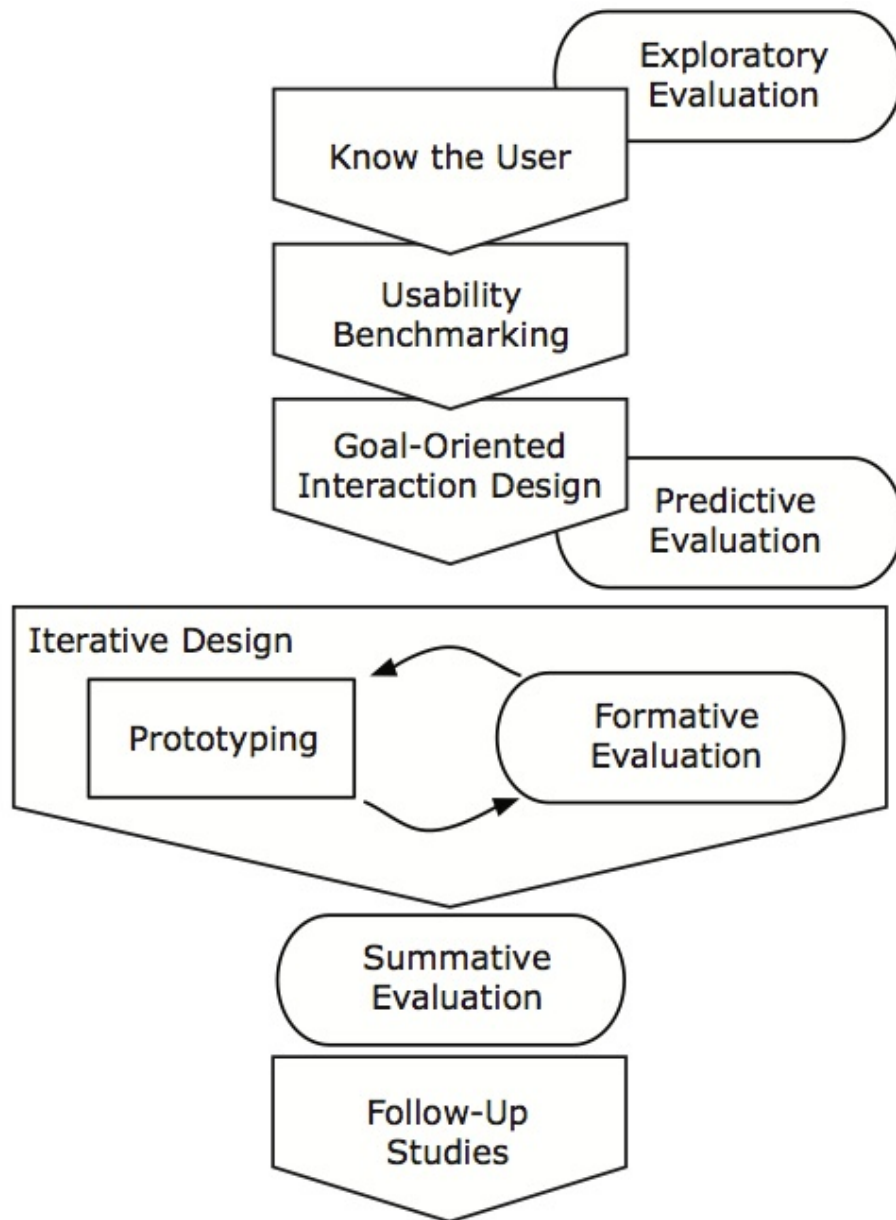 Exploratory
Evaluation
Know the User
Usability
Benchmarking
Goal-Oriented
Interaction Design
Predictive
Evaluation
Iterative Design
Prototyping
Formative
Evaluation
Summative
Evaluation
Follow-Up
Studies